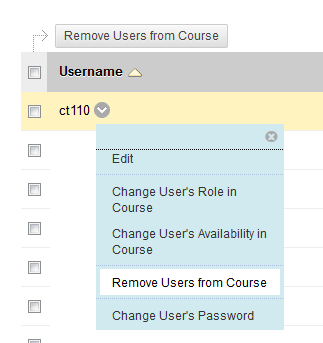 Remove Users from Course
Username
ct110
Edit
Change User's Role in
Course
Change User's Availability in
Course
Remove Users from Course
Change User's Password